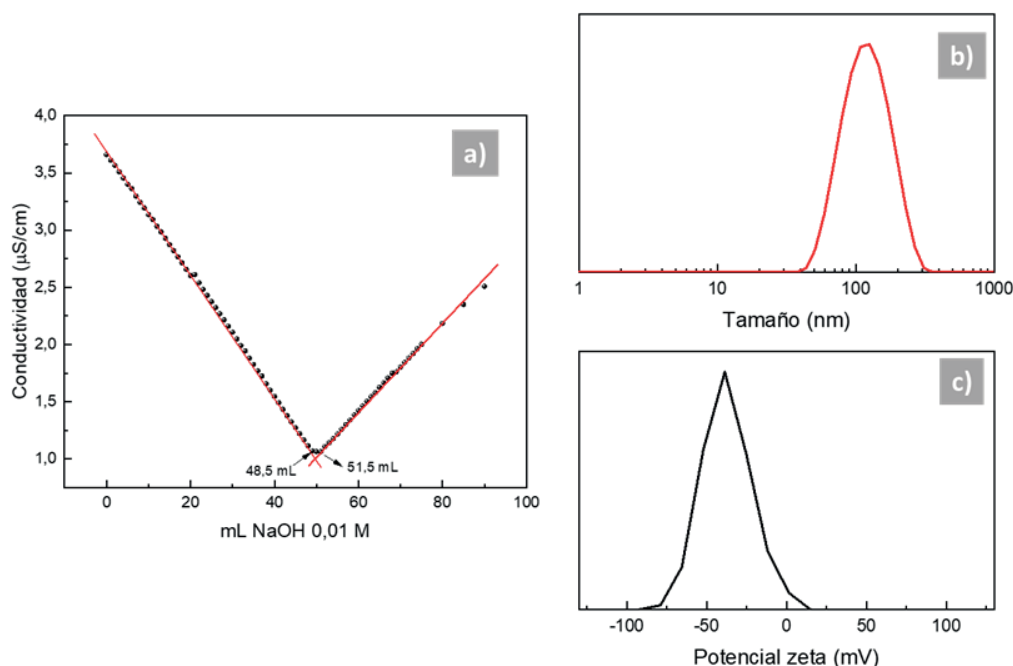 a)
Conductividad (μS/cm)
4,0
3,5
3,0
2,5
2,0
1,5
1,0
48,5 mL
51,5 mL
0 20 40 60 80 100
mL NaOH 0,01 M
b)
1 10 100 1000
Tamaño (nm)
c)
-100 -50 0 50 100
Potencial zeta (mV)